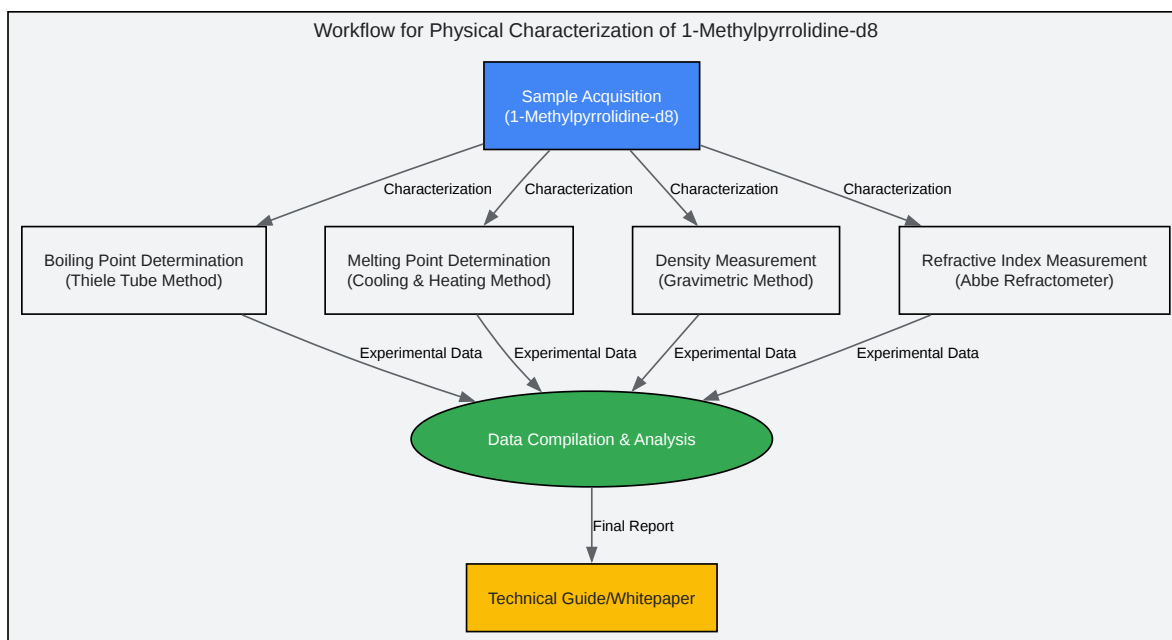 Workflow for Physical Characterization of 1-Methylpyrrolidine-d8
Sample Acquisition
(1-Methylpyrrolidine-d8)
Characterization
Characterization
Characterization
Characterization
Boiling Point Determination
(Thiele Tube Method)
Melting Point Determination
(Cooling & Heating Method)
Density Measurement
(Gravimetric Method)
Refractive Index Measurement
(Abbe Refractometer)
Experimental Data
Experimental Data
Experimental Data
Experimental Data
Data Compilation & Analysis
Final Report
Technical Guide/Whitepaper